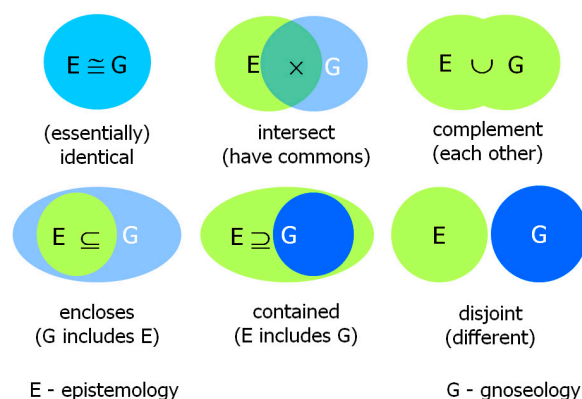 E ≅ G
E × G
E ∪ G
(essentially)
identical
intersect
(have commons)
complement
(each other)
E ⊆ G
E ⊇ G
E
G
encloses
(G includes E)
contained
(E includes G)
disjoint
(different)
E - epistemology
G - gnoseology